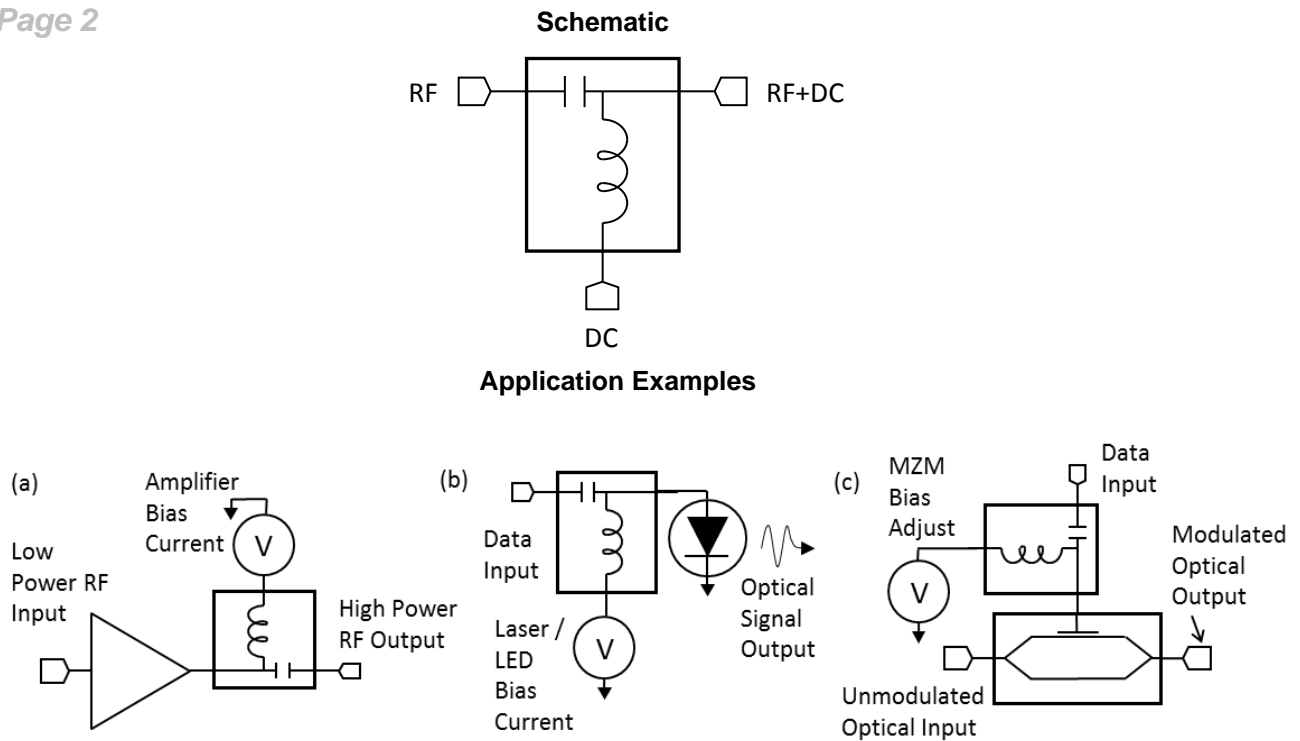 Page 2
Schematic
RF
RF+DC
DC
Application Examples
(a)
Amplifier
Bias
Current
V
Low
Power RF
Input
High Power
RF Output
(b)
Data
Input
Laser /
LED
Bias
Current
V
Optical
Signal
Output
(c)
MZM
Bias
Adjust
V
Data
Input
Modulated
Optical
Output
Unmodulated
Optical Input